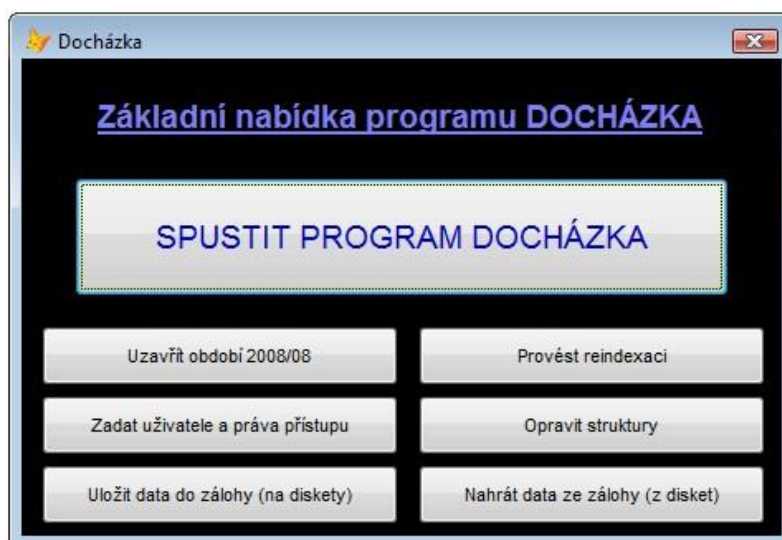 Docházka
Základní nabídka programu DOCHÁZKA
SPUSTIT PROGRAM DOCHÁZKA
Uzavřít období 2008/08
Provést reindexaci
Zadat uživatele a práva přístupu
Opravit struktury
Uložit data do zálohy (na diskety)
Nahrát data ze zálohy (z disket)